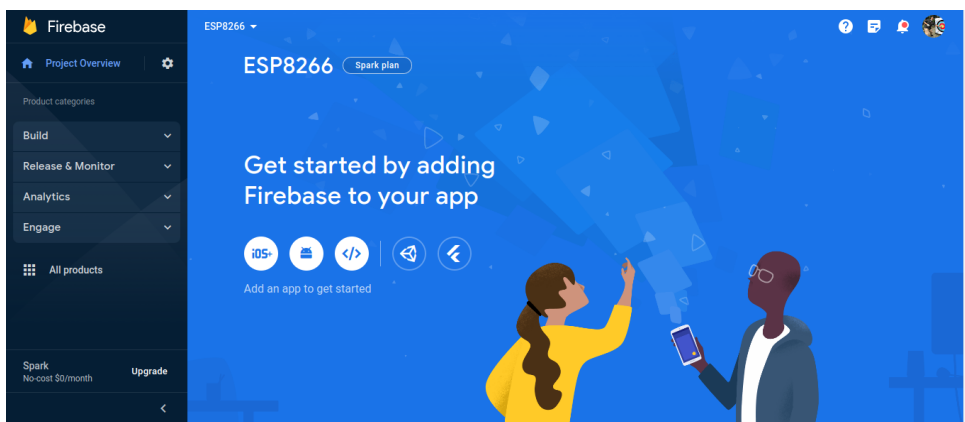 Firebase
Project Overview
Product categories
Build
Release & Monitor
Analytics
Engage
All products
Spark
No-cost $0/month
Upgrade
ESP8266
ESP8266
Spark plan
Get started by adding
Firebase to your app
iOS+
</>
Add an app to get started